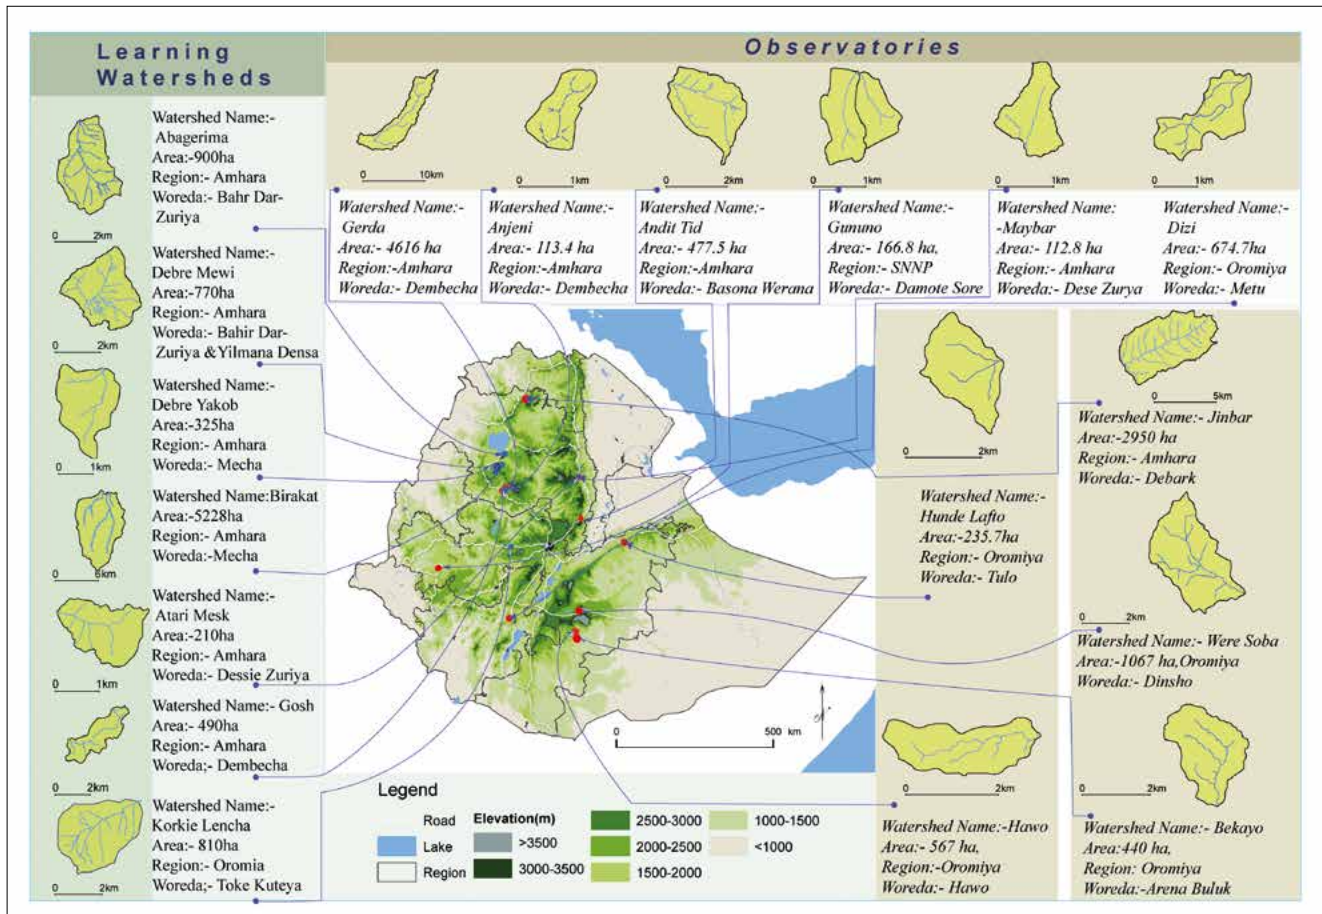 Learning
Watersheds
Watershed Name:-
Abagerima
Area:-900ha
Region:- Amhara
Woreda:- Bahr Dar-
Zuriya
0 2km
Watershed Name:-
Debre Mewi
Area:-770ha
Region:- Amhara
Woreda:- Bahir Dar-
Zuriya &Yilmana Densa
0 2km
Watershed Name:-
Debre Yakob
Area:-325ha
Region:- Amhara
Woreda:- Mecha
0 1km
Watershed Name:Birakat
Area:-5228ha
Region:- Amhara
Woreda:-Mecha
0 6km
Watershed Name:-
Atari Mesk
Area:-210ha
Region:- Amhara
Woreda:- Dessie Zuriya
0 1km
Watershed Name:- Gosh
Area:- 490ha
Region:- Amhara
Woreda;- Dembecha
0 2km
Watershed Name:-
Korkie Lencha
Area:- 810ha
Region:- Oromia
Woreda;- Toke Kuteya
0 2km
Observatories
0 10km
Watershed Name:-
Gerda
Area:- 4616 ha
Region:-Amhara
Woreda:- Dembecha
0 1km
Watershed Name:-
Anjeni
Area:- 113.4 ha
Region:-Amhara
Woreda:- Dembecha
0 2km
Watershed Name:-
Andit Tid
Area:- 477.5 ha
Region:-Amhara
Woreda:- Basona Werana
0 1km
Watershed Name:-
Gununo
Area:- 166.8 ha,
Region:- SNNP
Woreda:- Damote Sore
0 1km
Watershed Name:
-Maybar
Area:- 112.8 ha
Region:- Amhara
Woreda:- Dese Zurya
0 1km
Watershed Name:-
Dizi
Area:- 674.7ha
Region:- Oromiya
Woreda:- Metu
0 2km
Watershed Name:-
Hunde Lafto
Area:-235.7ha
Region:- Oromiya
Woreda:- Tulo
0 5km
Watershed Name:- Jinbar
Area:-2950 ha
Region:- Amhara
Woreda:- Debark
0 2km
Watershed Name:- Were Soba
Area:-1067 ha,Oromiya
Woreda:- Dinsho
0 2km
Watershed Name:-Hawo
Area:- 567 ha,
Region:-Oromiya
Woreda:- Hawo
0 2km
Watershed Name:- Bekayo
Area:440 ha,
Region: Oromiya
Woreda:-Arena Buluk
0 500 km
Legend
Road
Lake
Region
Elevation(m)
>3500
3000-3500
2500-3000
2000-2500
1500-2000
1000-1500
<1000